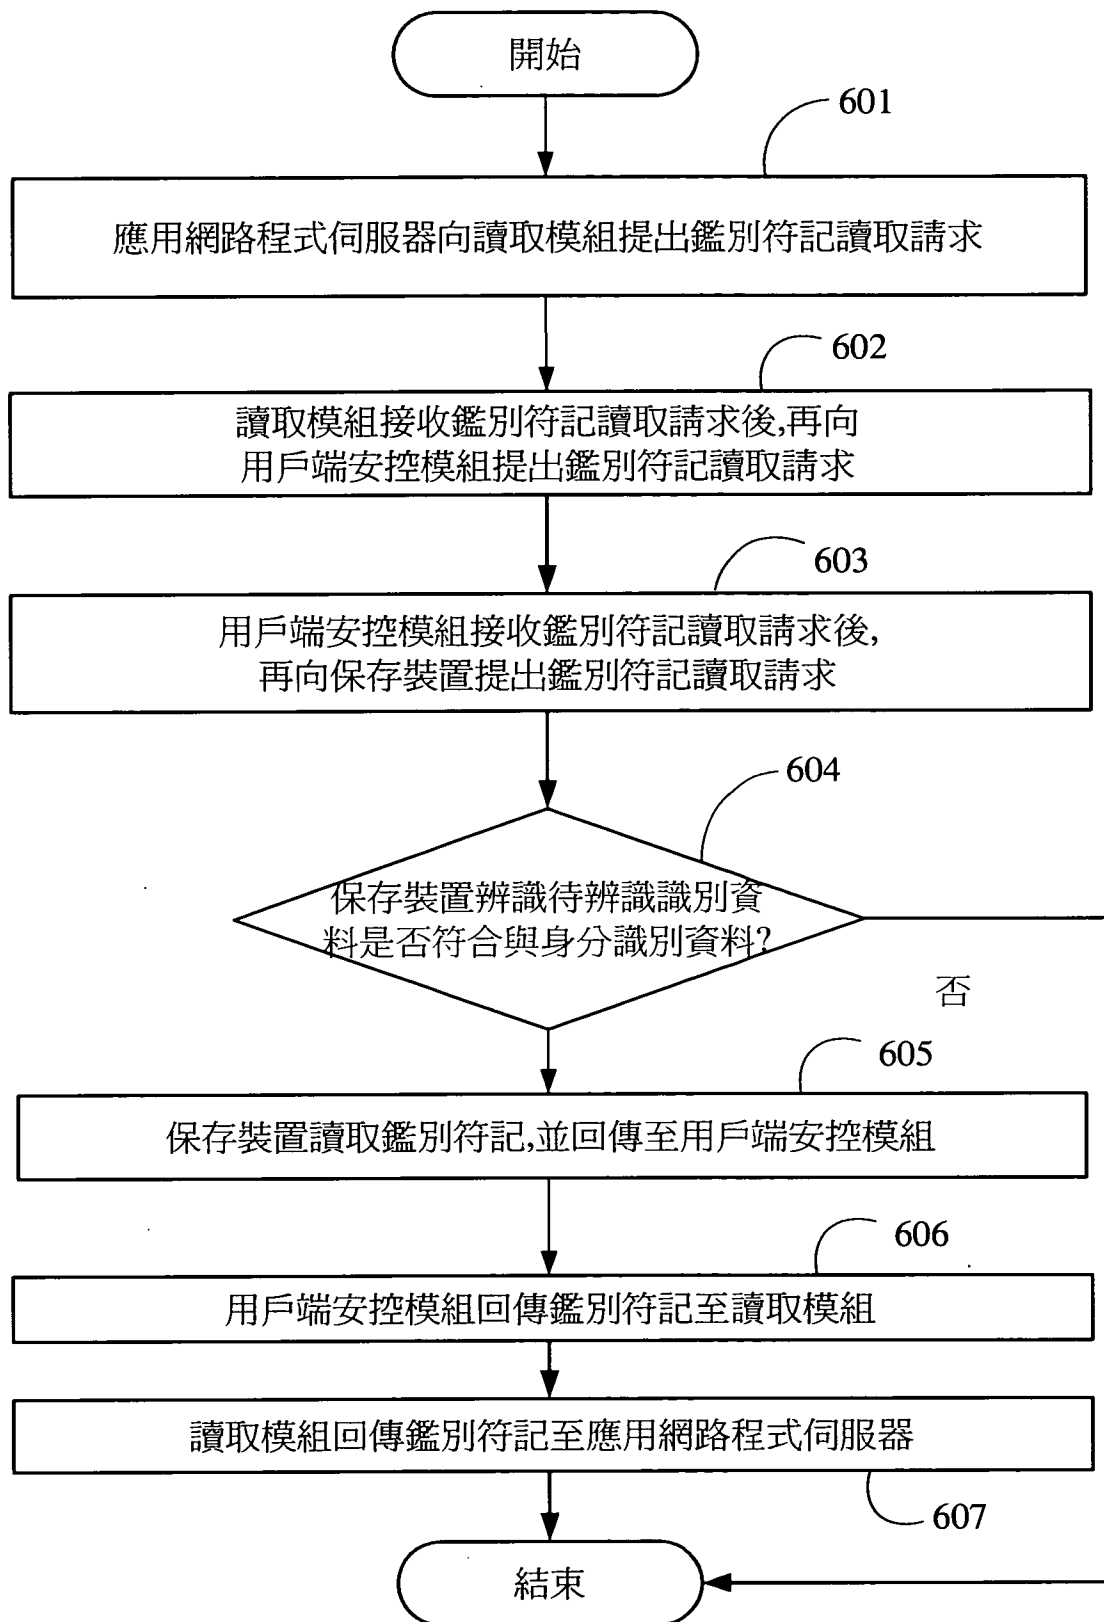 開始
601
應用網路程式伺服器向讀取模組提出鑑別符記讀取請求
602
讀取模組接收鑑別符記讀取請求後,再向
用戶端安控模組提出鑑別符記讀取請求
603
用戶端安控模組接收鑑別符記讀取請求後,
再向保存裝置提出鑑別符記讀取請求
604
保存裝置辨識待辨識識別資
料是否符合與身分識別資料?
否
605
保存裝置讀取鑑別符記,並回傳至用戶端安控模組
606
用戶端安控模組回傳鑑別符記至讀取模組
讀取模組回傳鑑別符記至應用網路程式伺服器
607
結束